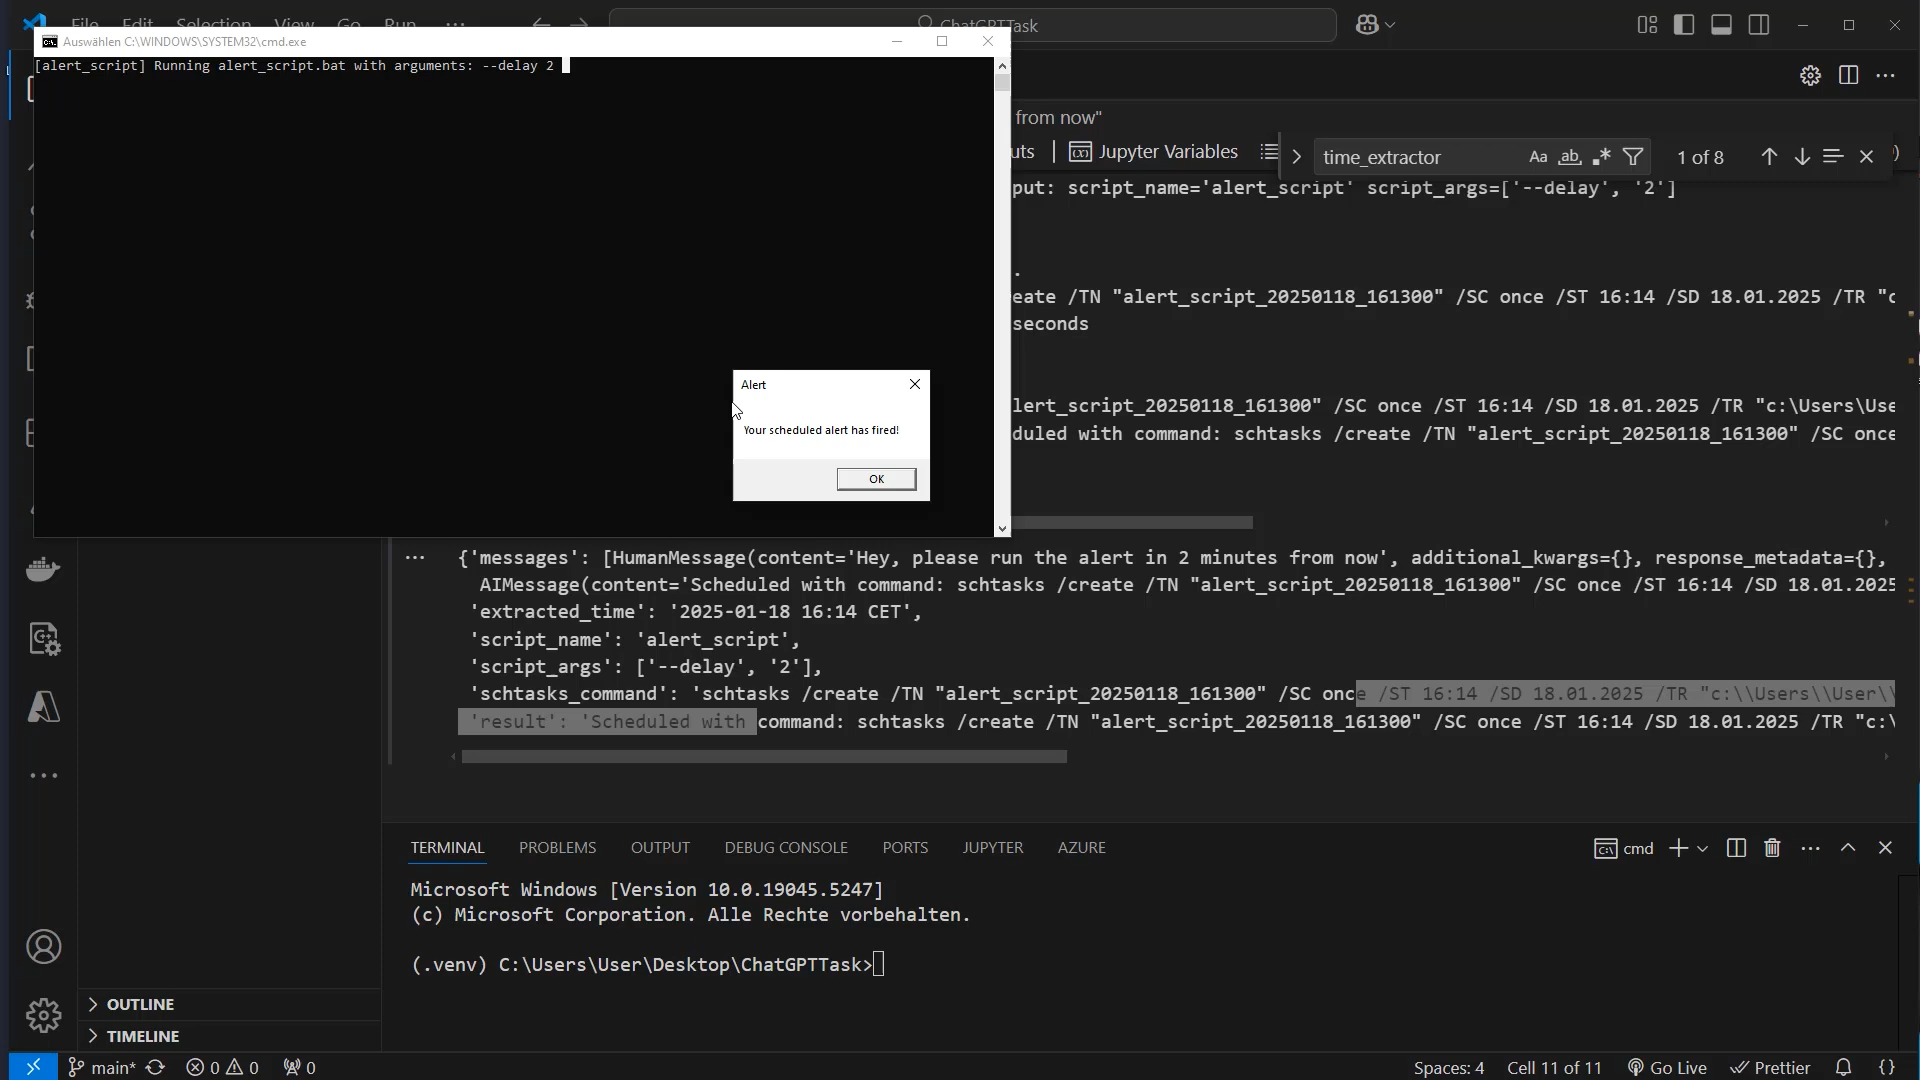 File Edit Selection View Go Run ...
ChatGPTTask
Auswählen C:\WINDOWS\SYSTEM32\cmd.exe
[alert_script] Running alert_script.bat with arguments: --delay 2
from now"
Jupyter Variables
time_extractor
Aa ab .*
1 of 8
put: script_name='alert_script' script_args=['--delay', '2']
.
eate /TN "alert_script_20250118_161300" /SC once /ST 16:14 /SD 18.01.2025 /TR "c
seconds
Alert
Your scheduled alert has fired!
OK
lert_script_20250118_161300" /SC once /ST 16:14 /SD 18.01.2025 /TR "c:\Users\Use
duled with command: schtasks /create /TN "alert_script_20250118_161300" /SC once
{'messages': [HumanMessage(content='Hey, please run the alert in 2 minutes from now', additional_kwargs={}, response_metadata={},
AIMessage(content='Scheduled with command: schtasks /create /TN "alert_script_20250118_161300" /SC once /ST 16:14 /SD 18.01.2025
'extracted_time': '2025-01-18 16:14 CET',
'script_name': 'alert_script',
'script_args': ['--delay', '2'],
'schtasks_command': 'schtasks /create /TN "alert_script_20250118_161300" /SC once /ST 16:14 /SD 18.01.2025 /TR "c:\\Users\\User\\
'result': 'Scheduled with command: schtasks /create /TN "alert_script_20250118_161300" /SC once /ST 16:14 /SD 18.01.2025 /TR "c:\
TERMINAL PROBLEMS OUTPUT DEBUG CONSOLE PORTS JUPYTER AZURE
cmd
Microsoft Windows [Version 10.0.19045.5247]
(c) Microsoft Corporation. Alle Rechte vorbehalten.
(.venv) C:\Users\User\Desktop\ChatGPTTask>
OUTLINE
TIMELINE
main* 0 0 0
Spaces: 4 Cell 11 of 11 Go Live Prettier {}